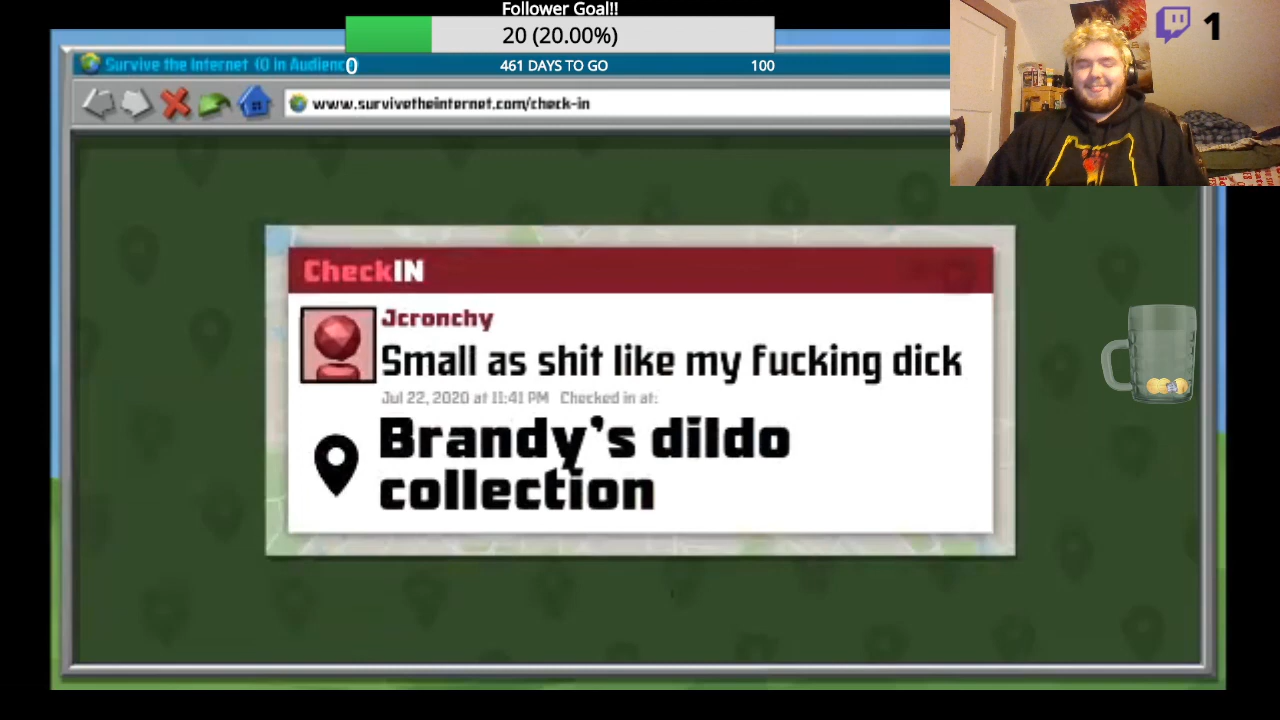 Follower Goal!!
20 (20.00%)
0 461 DAYS TO GO 100
1
Survive the Internet (0 in Audienc
www.survivetheinternet.com/check-in
CheckIN
Jcronchy
Small as shit like my fucking dick
Jul 22, 2020 at 11:41 PM Checked in at:
Brandy's dildo
collection